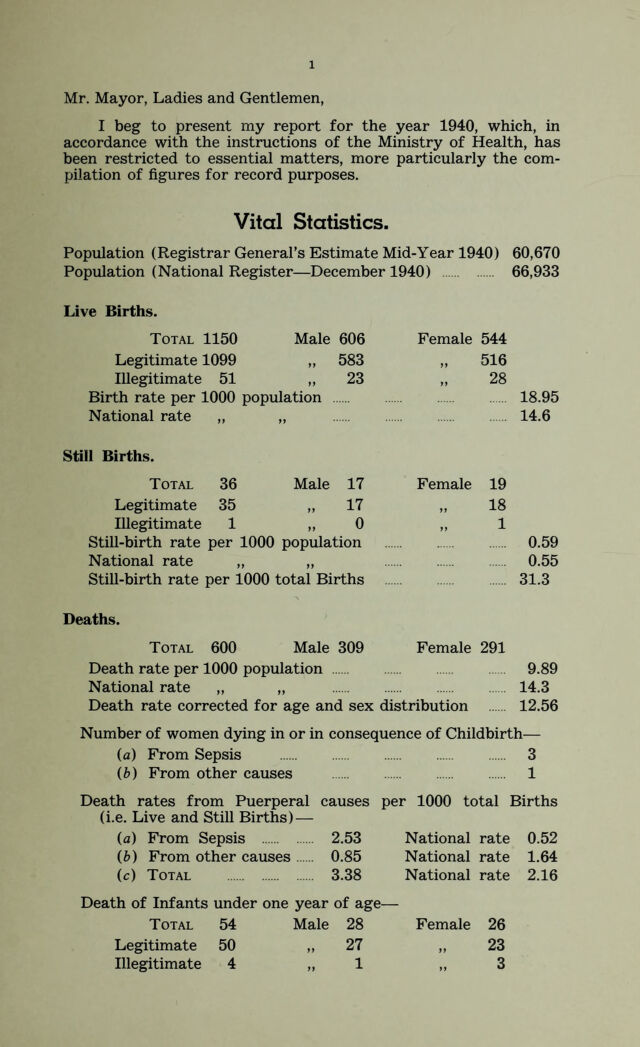 1
Mr. Mayor, Ladies and Gentlemen,
I beg to present my report for the year 1940, which, in
accordance with the instructions of the Ministry of Health, has
been restricted to essential matters, more particularly the com-
pilation of figures for record purposes.
Vital Statistics.
Population (Registrar General's Estimate Mid-Year 1940) 60,670
Population (National Register—December 1940) ...... ...... 66,933
Live Births.
TOTAL 1150 Male 606 Female 544
Legitimate 1099 „ 583 „ 516
Illegitimate 51 „ 23 „ 28
Birth rate per 1000 population ...... ...... ...... ...... 18.95
National rate „ „ ...... ...... ...... ...... 14.6
Still Births.
TOTAL 36 Male 17 Female 19
Legitimate 35 „ 17 „ 18
Illegitimate 1 „ 0 „ 1
Still-birth rate per 1000 population ...... ...... ...... 0.59
National rate „ „ ...... ...... ...... 0.55
Still-birth rate per 1000 total Births ...... ...... ...... 31.3
Deaths.
TOTAL 600 Male 309 Female 291
Death rate per 1000 population ...... ...... ...... ...... 9.89
National rate „ „ ...... ...... ...... ...... 14.3
Death rate corrected for age and sex distribution ...... 12.56
Number of women dying in or in consequence of Childbirth—
(a) From Sepsis ...... ...... ...... ...... ...... 3
(b) From other causes ...... ...... ...... ...... 1
Death rates from Puerperal causes per 1000 total Births
(i.e. Live and Still Births)—
(a) From Sepsis ...... ...... 2.53 National rate 0.52
(b) From other causes ...... 0.85 National rate 1.64
(c) TOTAL ...... ...... ...... 3.38 National rate 2.16
Death of Infants under one year of age—
TOTAL 54 Male 28 Female 26
Legitimate 50 „ 27 „ 23
Illegitimate 4 „ 1 „ 3